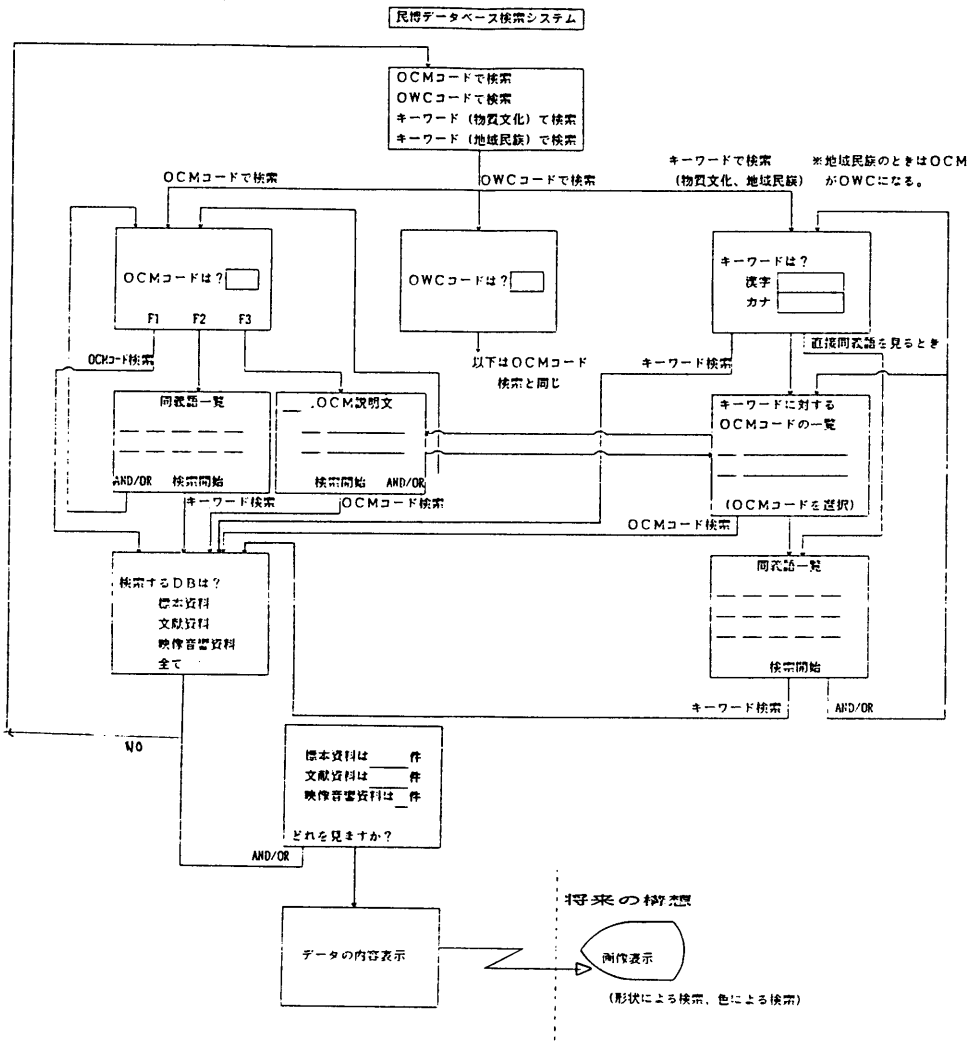 民博データベース検索システム
OCMコードで検索
OWCコードて検索
キーワード(物質文化)て検索
キーワード(地域民族)で検索
OCMコードで検索
OWCコードで検索
キーワードで検索
(物質文化、地域民族)
※地域民族のときはOCM
がOWCになる。
OCMコードは?
F1 F2 F3
OWCコードは?
キーワードは?
漢字
カナ
OCMコード検索
以下はOCMコード
検索と同じ
キーワード検索
直接同義語を見るとき
同義語一覧
AND/OR 検索開始
OCM説明文
検索開始 AND/OR
キーワードに対する
OCMコードの一覧
(OCMコードを選択)
キーワード検索
OCMコード検索
OCMコード検索
検索するDBは?
標本資料
文献資料
映像音響資料
全て
同義語一覧
検索開始
キーワード検索
AND/OR
NO
標本資料は 件
文献資料は 件
映像音響資料は 件
どれを見ますか?
AND/OR
データの内容表示
将来の構想
画像表示
(形状による検索、色による検索)